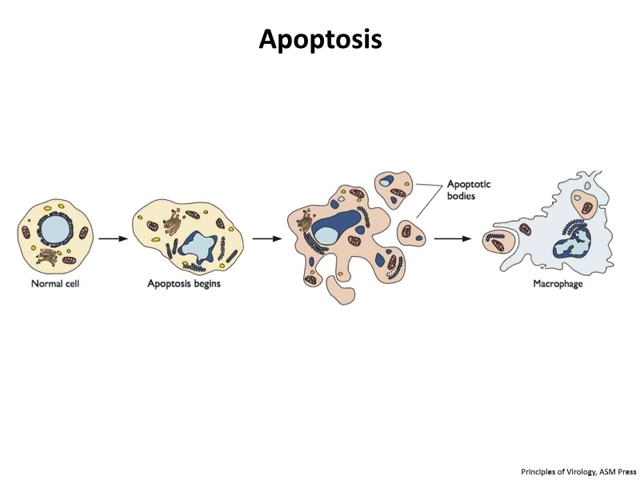 Apoptosis
Apoptotic
bodies
Normal cell
Apoptosis begins
Macrophage
Principles of Virology, ASM Press